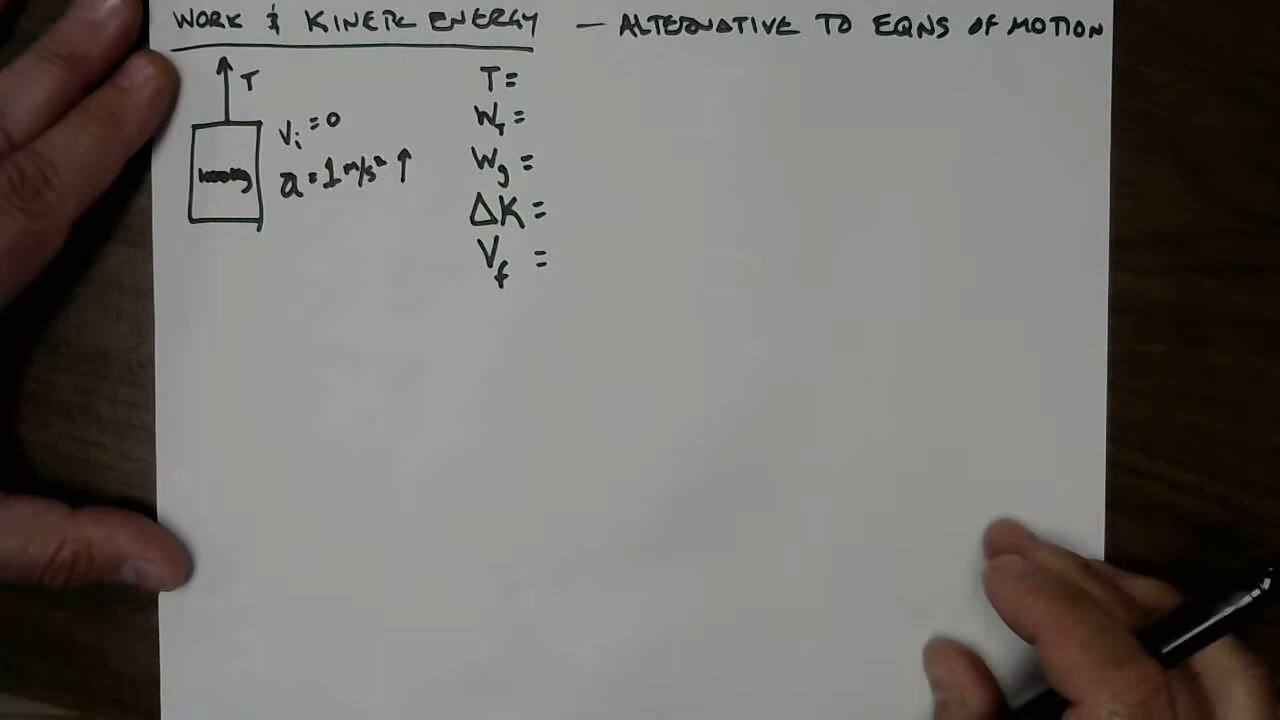 WORK & KINETIC ENERGY — ALTERNATIVE TO EQNS OF MOTION
T
Vi = 0
a = 1 m/s² ↑
T =
WT =
Wg =
ΔK =
Vf =